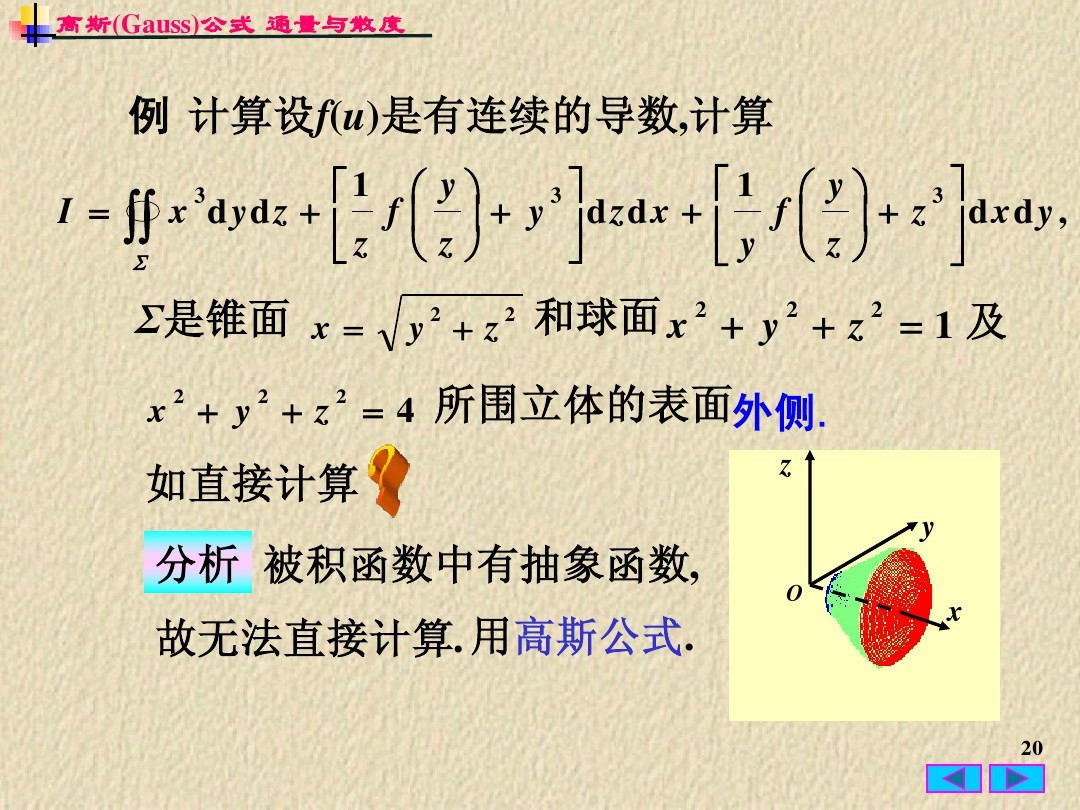 高斯(Gauss)公式 通量与散度
例 计算设f(u)是有连续的导数,计算
I = ∯_Σ x³dydz + [1/z f(y/z) + y³]dzdx + [1/y f(y/z) + z³]dxdy,
Σ是锥面 x = √(y² + z²) 和球面 x² + y² + z² = 1 及
x² + y² + z² = 4 所围立体的表面外侧.
如直接计算?
分析 被积函数中有抽象函数,
故无法直接计算. 用高斯公式.
z
y
O
x
20